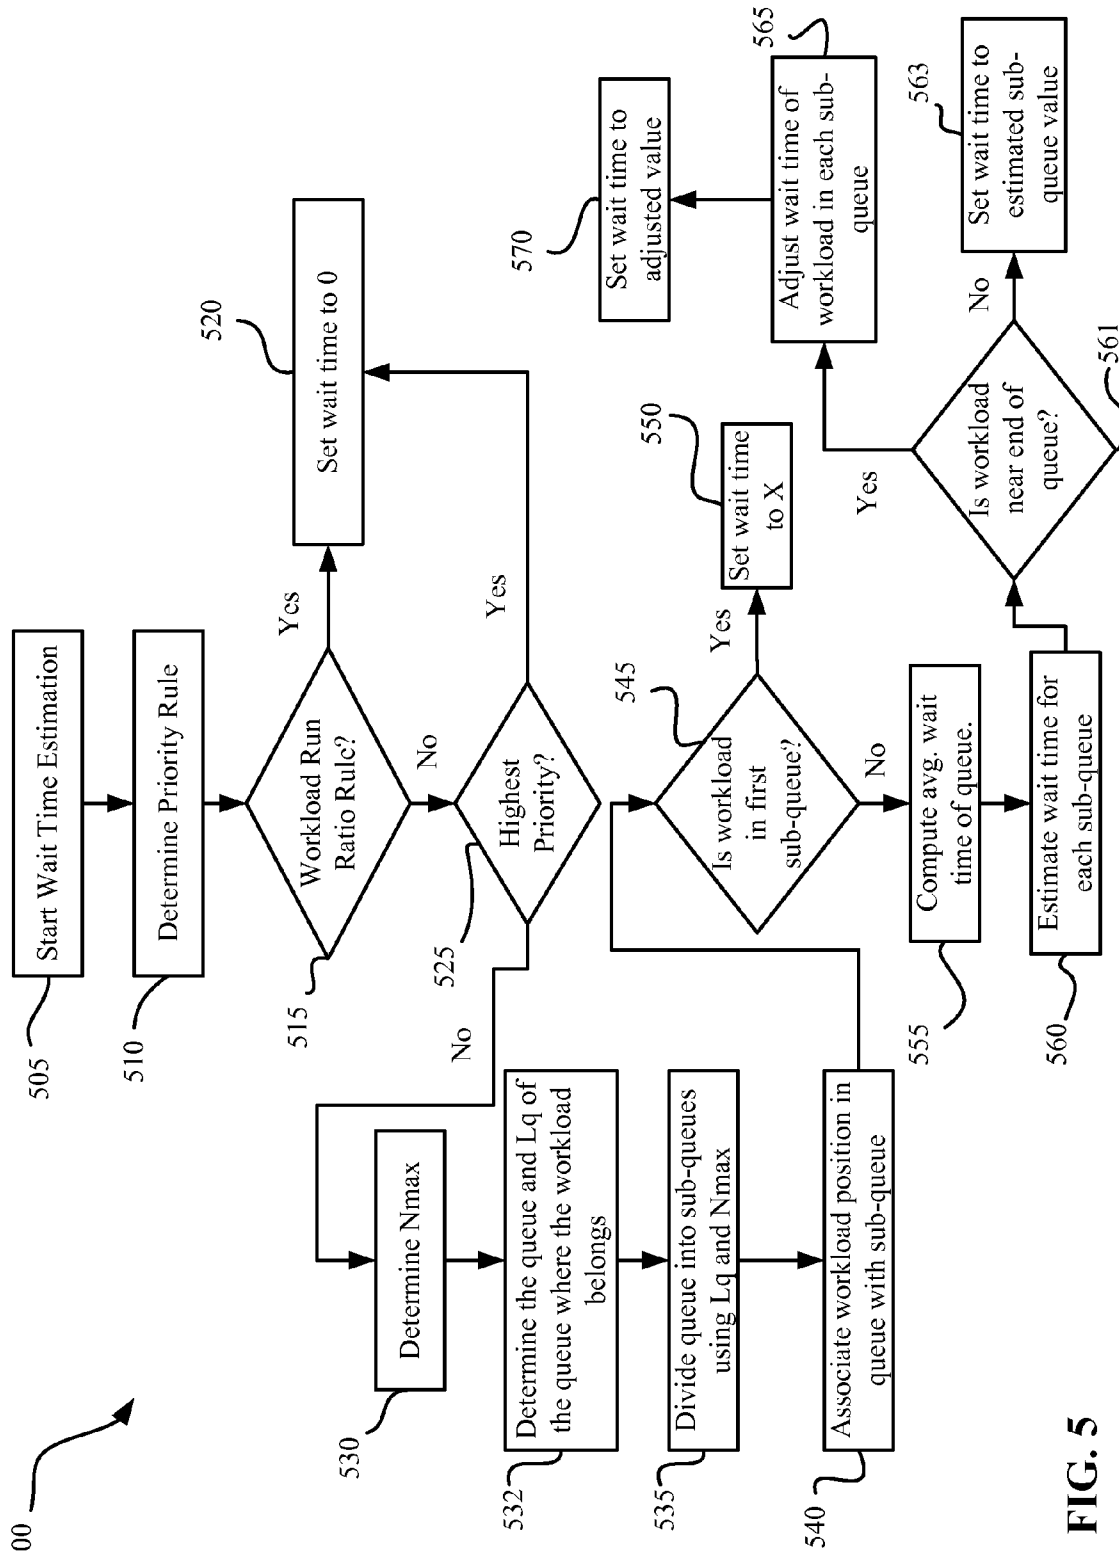 00
505
Start Wait Time Estimation
510
Determine Priority Rule
515
Workload Run
Ratio Rule?
Yes
520
Set wait time to 0
No
525
Highest
Priority?
Yes
No
530
Determine Nmax
532
Determine the queue and Lq of
the queue where the workload
belongs
535
Divide queue into sub-queues
using Lq and Nmax
540
Associate workload position in
queue with sub-queue
545
Is workload
in first
sub-queue?
Yes
550
Set wait time
to X
No
555
Compute avg. wait
time of queue.
560
Estimate wait time for
each sub-queue
561
Is workload
near end of
queue?
Yes
565
Adjust wait time of
workload in each sub-
queue
570
Set wait time to
adjusted value
No
563
Set wait time to
estimated sub-
queue value
FIG. 5